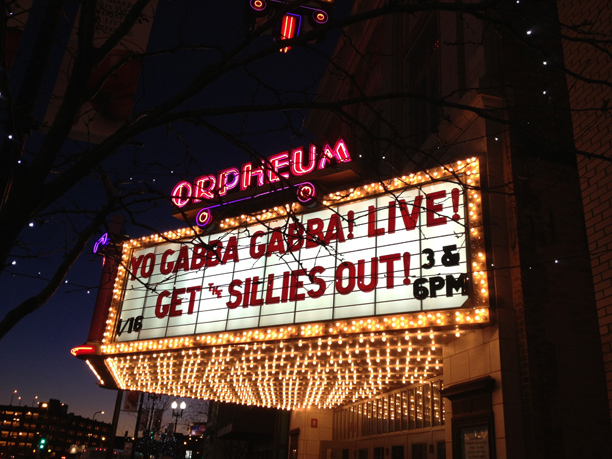 ORPHEUM
YO GABBA GABBA! LIVE!
GET THE SILLIES OUT! 3 &
1/16 6PM